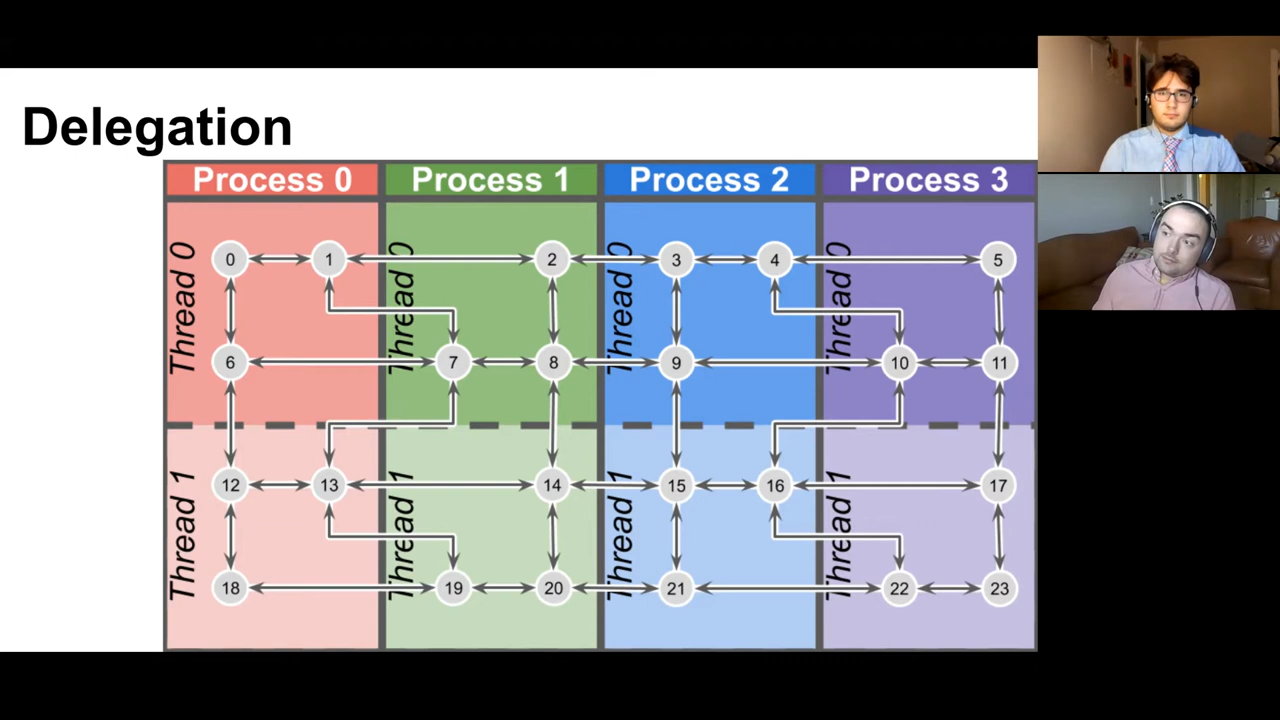 Delegation
Process 0 Process 1 Process 2 Process 3
Thread 0 Thread 0 Thread 0 Thread 0
0 1 2 3 4 5
6 7 8 9 10 11
Thread 1 Thread 1 Thread 1 Thread 1
12 13 14 15 16 17
18 19 20 21 22 23